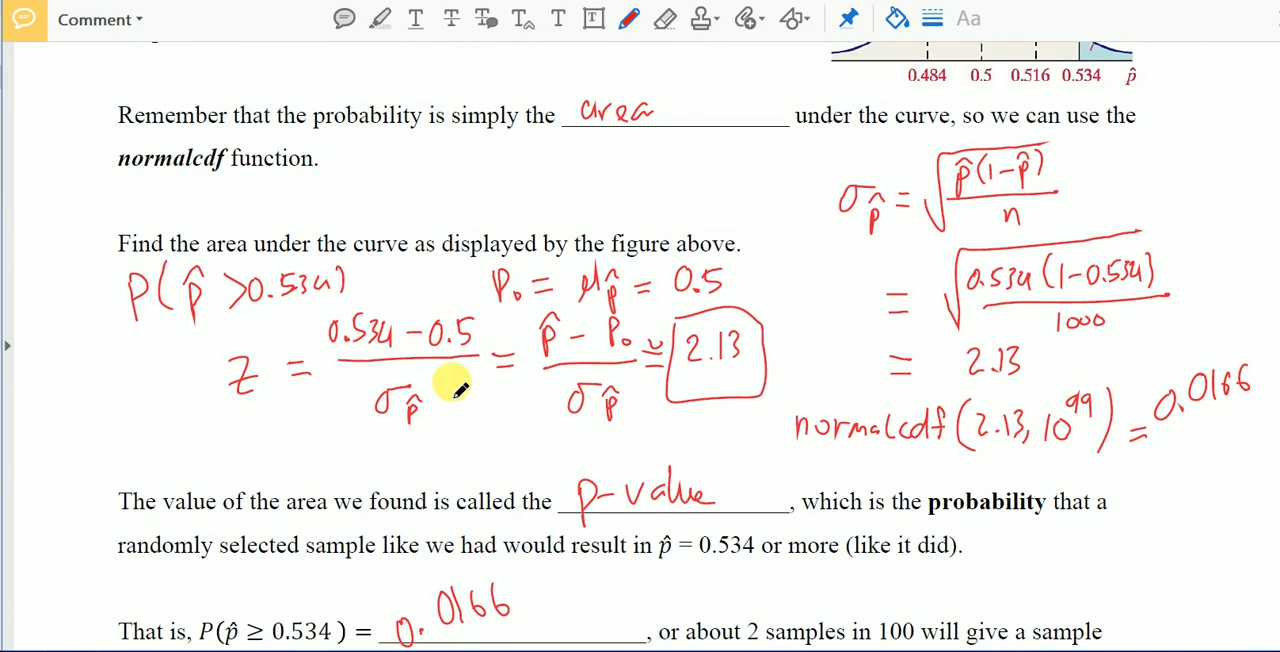 Comment
T T T T T T Aa
0.484 0.5 0.516 0.534 p̂
Remember that the probability is simply the area under the curve, so we can use the
normalcdf function.
σp̂ = √(p̂(1-p̂)/n)
Find the area under the curve as displayed by the figure above.
P(p̂ >0.534) P₀ = μp̂ = 0.5
= √(0.534(1-0.534)/1000)
Z = (0.534-0.5)/σp̂ = (p̂ - P₀)/σp̂ ≅ 2.13
= 2.13
normalcdf(2.13, 10^99) = 0.0166
The value of the area we found is called the p-value, which is the probability that a
randomly selected sample like we had would result in p̂ = 0.534 or more (like it did).
That is, P(p̂ ≥ 0.534) = 0.0166, or about 2 samples in 100 will give a sample